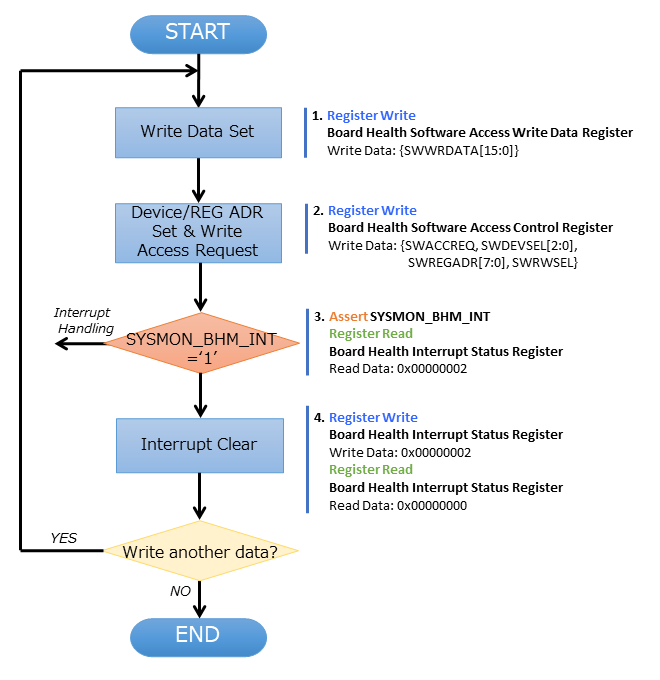 START
Write Data Set
1. Register Write
Board Health Software Access Write Data Register
Write Data: {SWWRDATA[15:0]}
Device/REG ADR
Set & Write
Access Request
2. Register Write
Board Health Software Access Control Register
Write Data: {SWACCREQ, SWDEVSEL[2:0],
SWREGADR[7:0], SWRWSEL}
Interrupt
Handling
SYSMON_BHM_INT
=‘1’
3. Assert SYSMON_BHM_INT
Register Read
Board Health Interrupt Status Register
Read Data: 0x00000002
Interrupt Clear
4. Register Write
Board Health Interrupt Status Register
Write Data: 0x00000002
Register Read
Board Health Interrupt Status Register
Read Data: 0x00000000
YES
Write another data?
NO
END